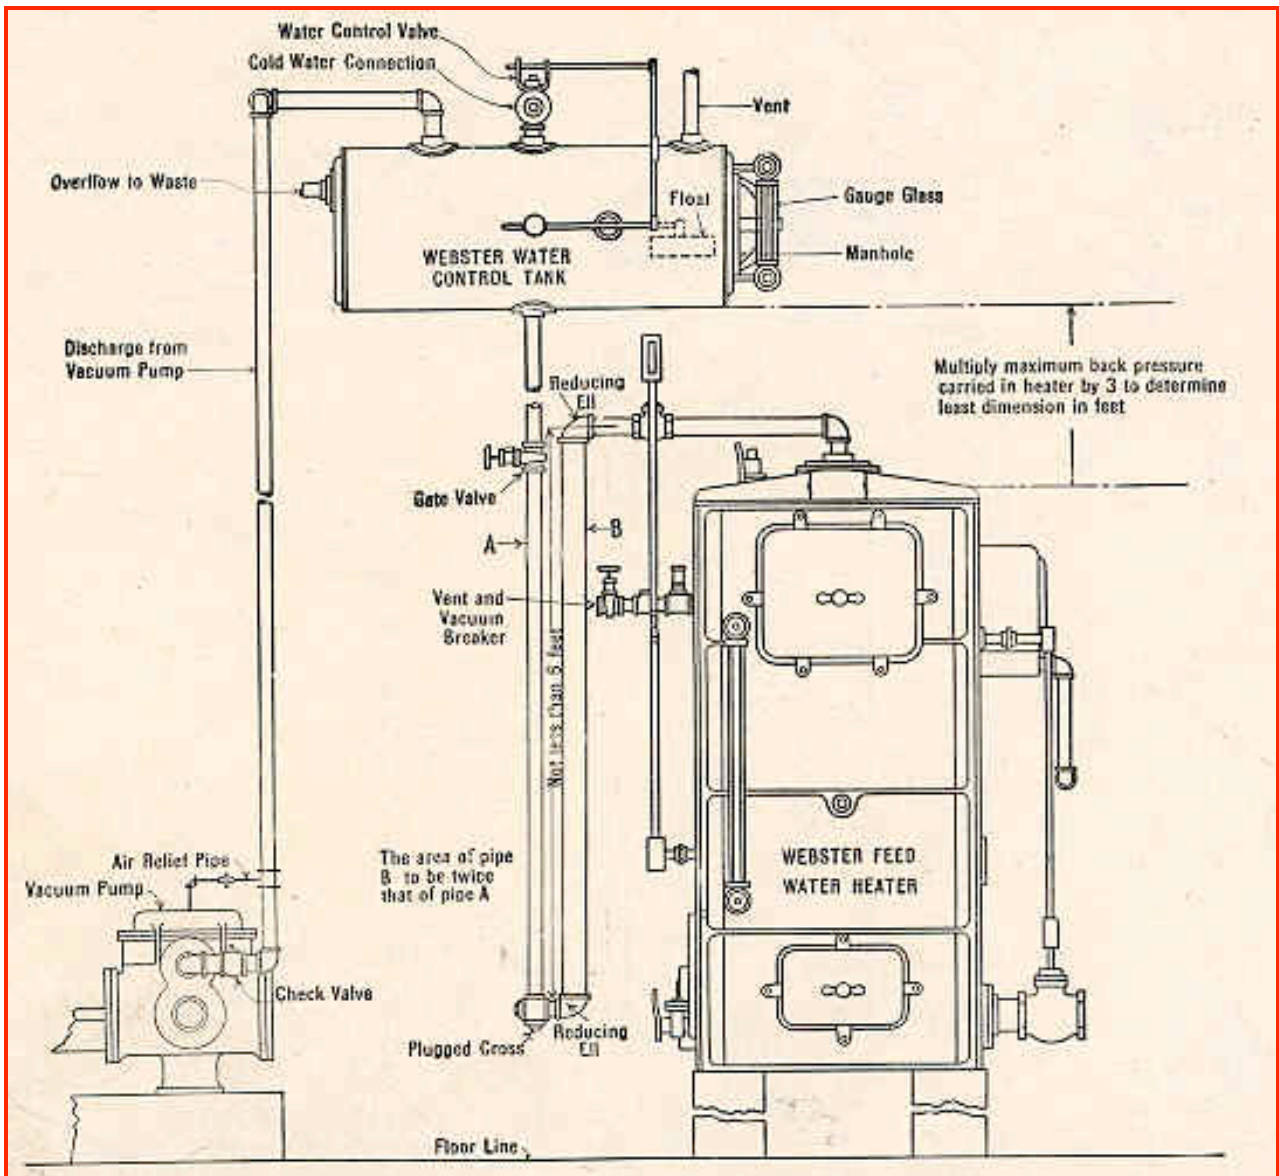 Water Control Valve
Cold Water Connection
Vent
Overflow to Waste
Float
Gauge Glass
Manhole
WEBSTER WATER
CONTROL TANK
Discharge from
Vacuum Pump
Reducing
Ell
Multiply maximum back pressure
carried in heater by 3 to determine
least dimension in feet
Gate Valve
A
B
Vent and
Vacuum
Breaker
Not less than 5 feet
Air Relief Pipe
Vacuum Pump
The area of pipe
B to be twice
that of pipe A
WEBSTER FEED
WATER HEATER
Check Valve
Plugged Cross
Reducing
Ell
Floor Line